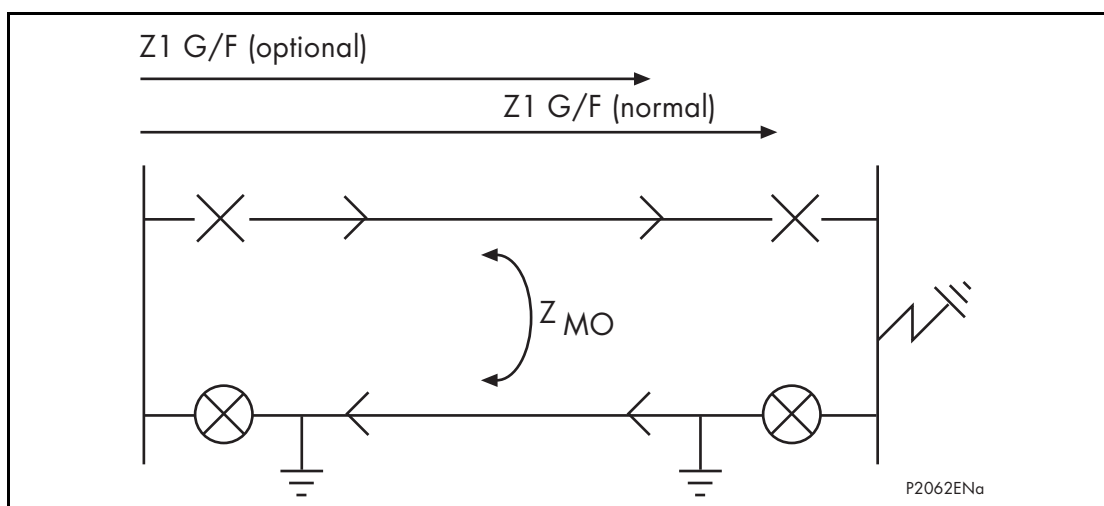 Z1 G/F (optional)
Z1 G/F (normal)
Z MO
P2062ENa